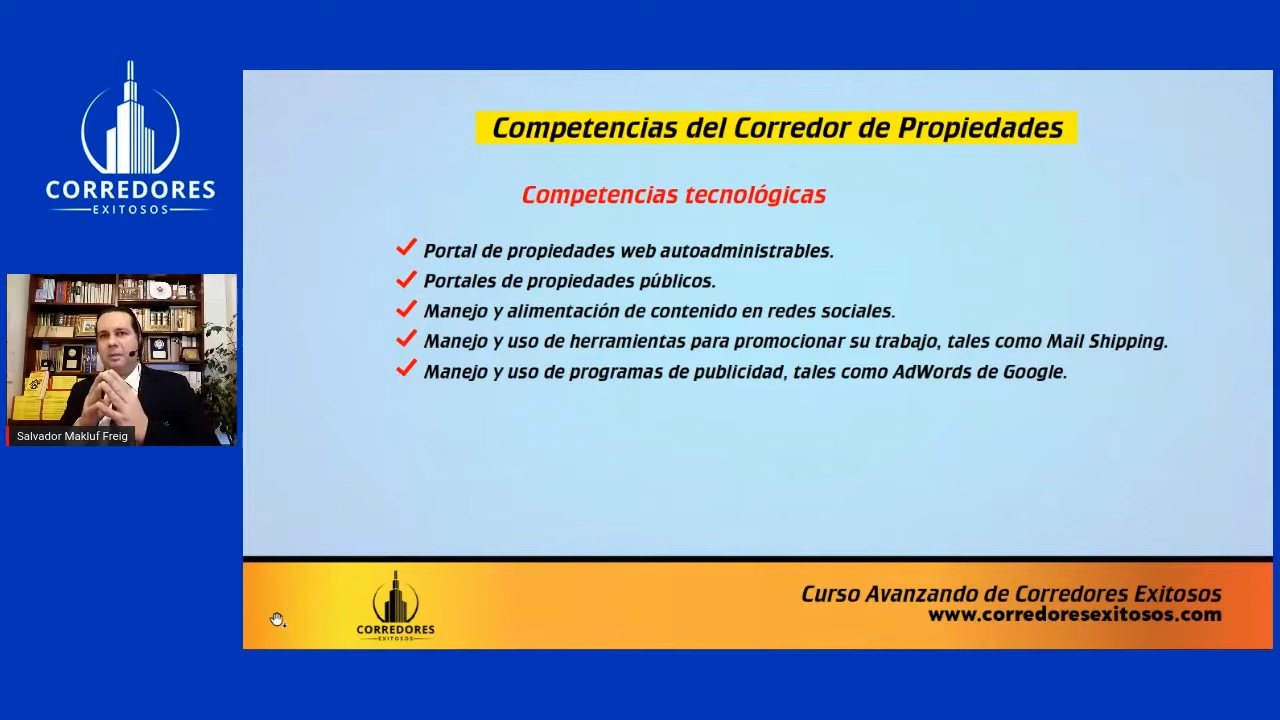 CORREDORES
EXITOSOS
Salvador Makluf Freig
Competencias del Corredor de Propiedades
Competencias tecnológicas
Portal de propiedades web autoadministrables.
Portales de propiedades públicos.
Manejo y alimentación de contenido en redes sociales.
Manejo y uso de herramientas para promocionar su trabajo, tales como Mail Shipping.
Manejo y uso de programas de publicidad, tales como AdWords de Google.
CORREDORES
EXITOSOS
Curso Avanzando de Corredores Exitosos
www.corredoresexitosos.com